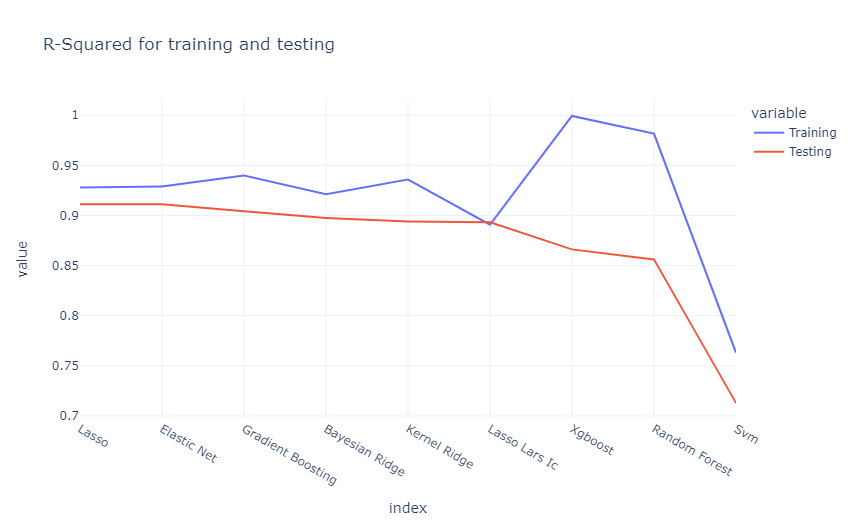 R-Squared for training and testing
variable
Training
Testing
value
1
0.95
0.9
0.85
0.8
0.75
0.7
Lasso
Elastic Net
Gradient Boosting
Bayesian Ridge
Kernel Ridge
Lasso Lars Ic
Xgboost
Random Forest
Svm
index